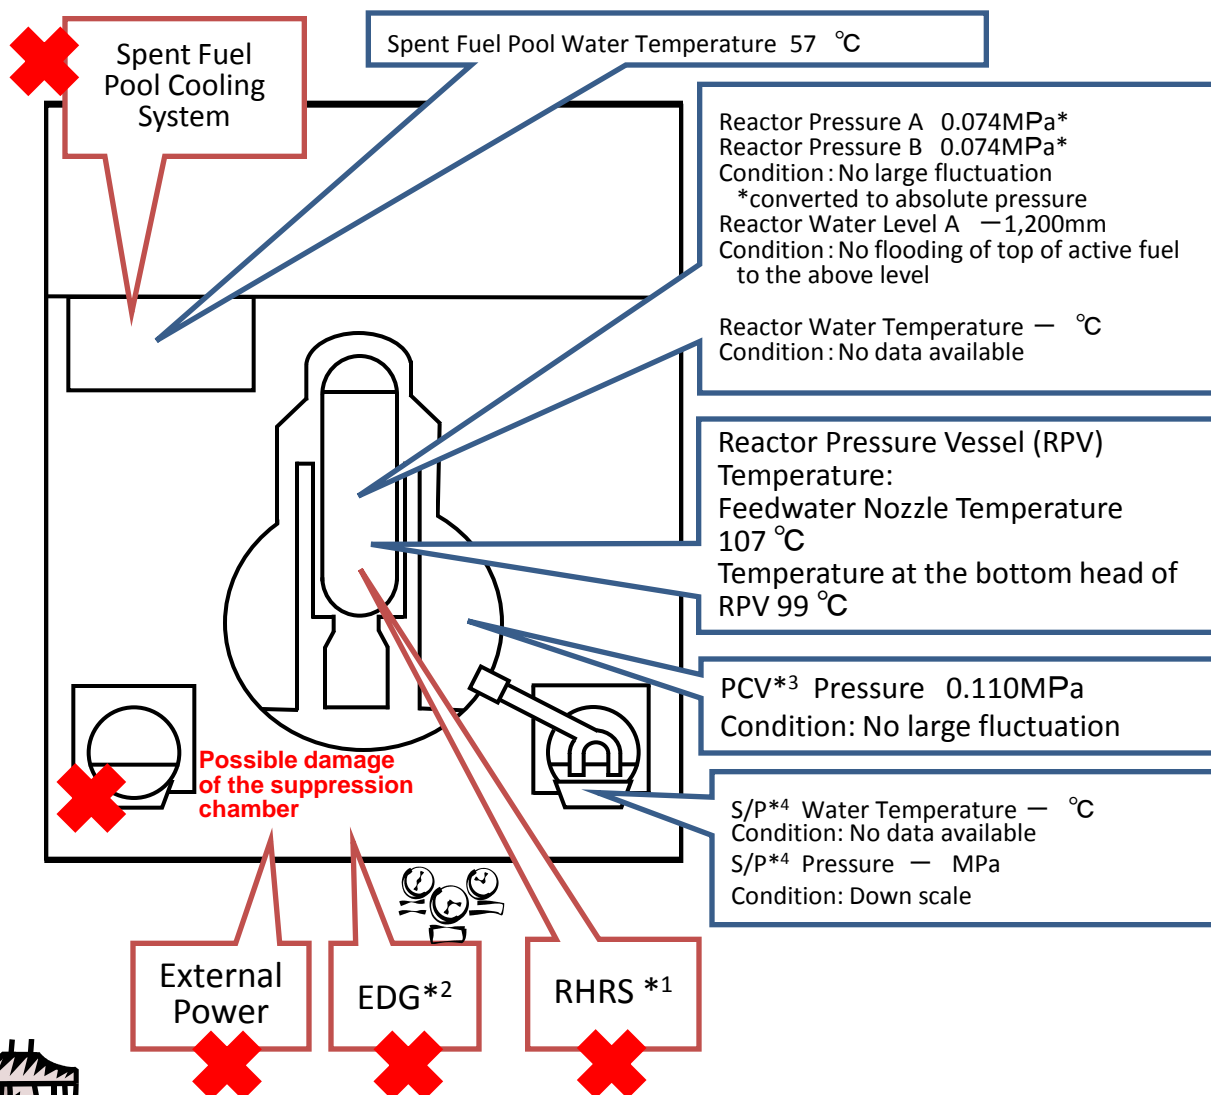 Spent Fuel
Pool Cooling
System
Spent Fuel Pool Water Temperature 57 ℃
Reactor Pressure A 0.074MPa*
Reactor Pressure B 0.074MPa*
Condition : No large fluctuation
*converted to absolute pressure
Reactor Water Level A －1,200mm
Condition : No flooding of top of active fuel
to the above level
Reactor Water Temperature － ℃
Condition : No data available
Reactor Pressure Vessel (RPV)
Temperature:
Feedwater Nozzle Temperature
107 ℃
Temperature at the bottom head of
RPV 99 ℃
PCV*3 Pressure 0.110MPa
Condition: No large fluctuation
Possible damage
of the suppression
chamber
S/P*4 Water Temperature － ℃
Condition: No data available
S/P*4 Pressure － MPa
Condition: Down scale
External
Power
EDG*2
RHRS *1